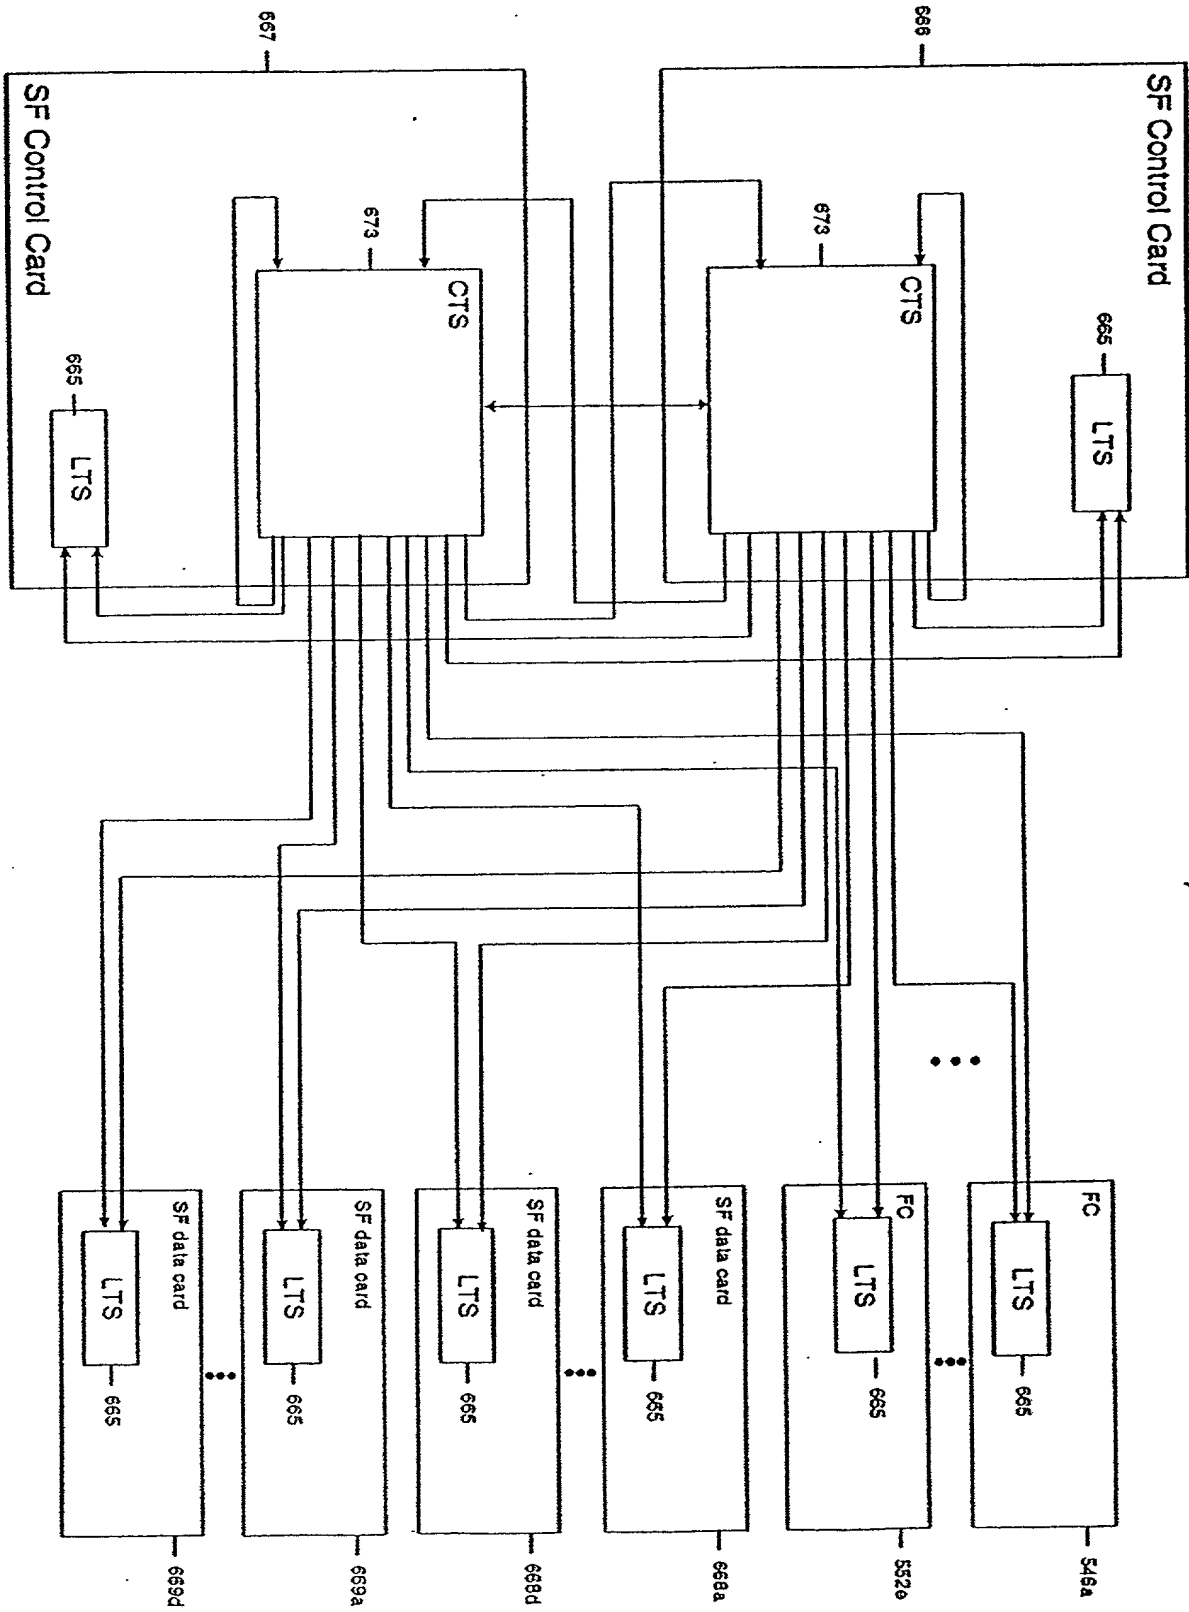 666
SF Control Card
673
CTS
665
LTS
667
SF Control Card
673
CTS
665
LTS
FC
LTS
665
546a
FC
LTS
665
552e
SF data card
LTS
665
668a
SF data card
LTS
665
668d
SF data card
LTS
665
669a
SF data card
LTS
665
669d